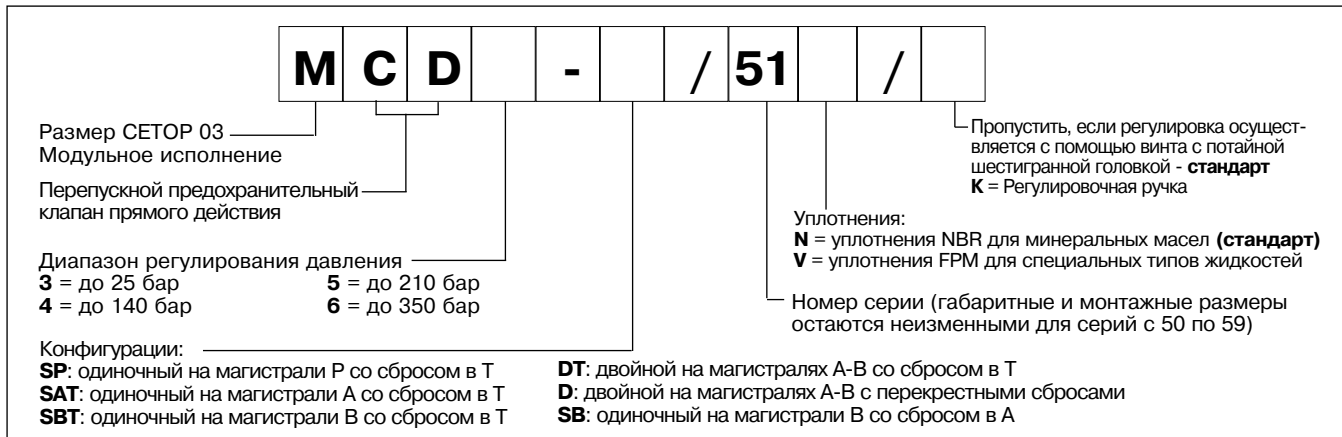 M C D - / 51 /
Размер CETOP 03
Модульное исполнение
Перепускной предохранительный
клапан прямого действия
Диапазон регулирования давления
3 = до 25 бар 5 = до 210 бар
4 = до 140 бар 6 = до 350 бар
Конфигурации:
SP: одиночный на магистрали P со сбросом в T
SAT: одиночный на магистрали A со сбросом в T
SBT: одиночный на магистрали B со сбросом в T
DT: двойной на магистралях A-B со сбросом в T
D: двойной на магистралях A-B с перекрестными сбросами
SB: одиночный на магистрали B со сбросом в A
Пропустить, если регулировка осущест-
вляется с помощью винта с потайной
шестигранной головкой - стандарт
K = Регулировочная ручка
Уплотнения:
N = уплотнения NBR для минеральных масел (стандарт)
V = уплотнения FPM для специальных типов жидкостей
Номер серии (габаритные и монтажные размеры
остаются неизменными для серий с 50 по 59)